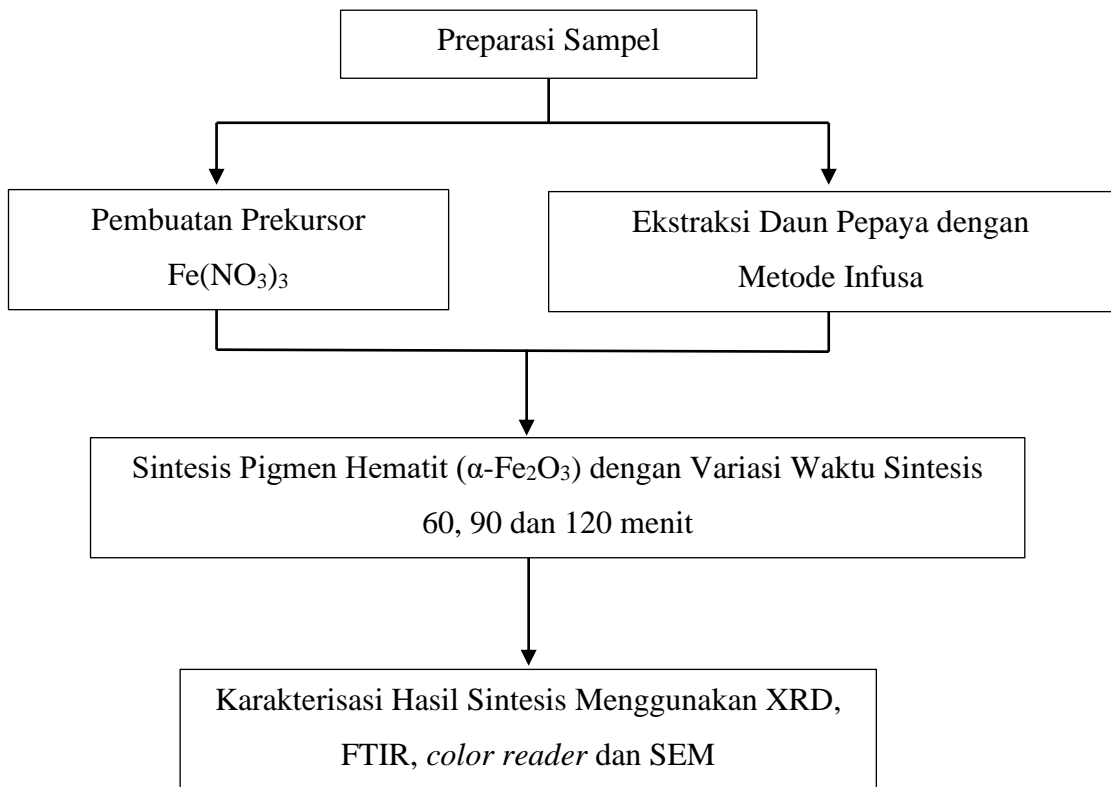 Preparasi Sampel
Pembuatan Prekursor
Fe(NO₃)₃
Ekstraksi Daun Pepaya dengan
Metode Infusa
Sintesis Pigmen Hematit (α-Fe₂O₃) dengan Variasi Waktu Sintesis
60, 90 dan 120 menit
Karakterisasi Hasil Sintesis Menggunakan XRD,
FTIR, color reader dan SEM